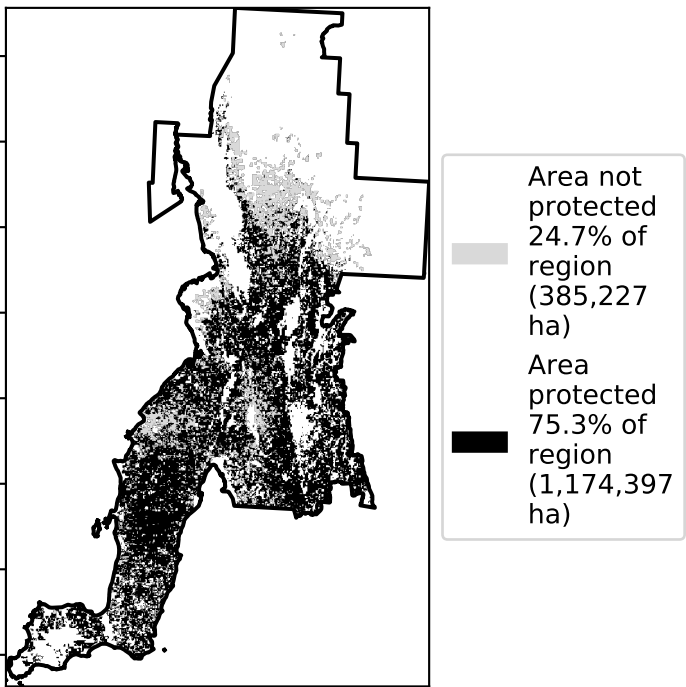 Area not
protected
24.7% of
region
(385,227
ha)
Area
protected
75.3% of
region
(1,174,397
ha)